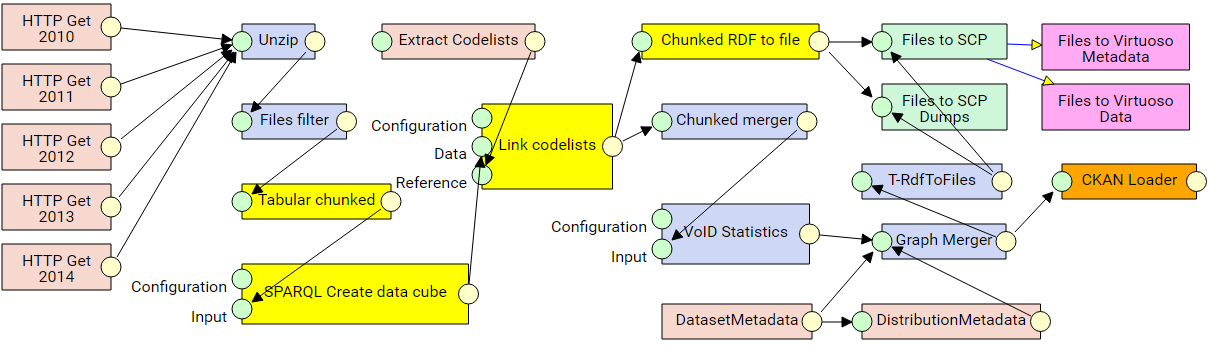 HTTP Get
2010
HTTP Get
2011
HTTP Get
2012
HTTP Get
2013
HTTP Get
2014
Unzip
Files filter
Tabular chunked
Configuration
SPARQL Create data cube
Input
Extract Codelists
Configuration
Data
Link codelists
Reference
Chunked RDF to file
Chunked merger
Configuration
VoID Statistics
Input
DatasetMetadata
Files to SCP
Files to SCP
Dumps
T-RdfToFiles
Graph Merger
DistributionMetadata
Files to Virtuoso
Metadata
Files to Virtuoso
Data
CKAN Loader